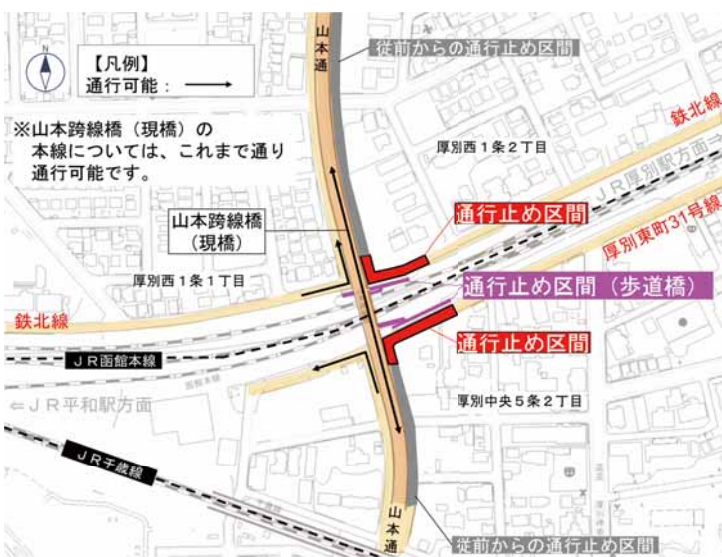 山本通
従前からの通行止め区間
N
【凡例】
通行可能：
鉄北線
※山本跨線橋（現橋）の
本線については、これまで通り
通行可能です。
厚別西1条2丁目
JR厚別駅方面
山本跨線橋
（現橋）
通行止め区間
厚別東町31号線
厚別西1条1丁目
通行止め区間（歩道橋）
鉄北線
通行止め区間
JR函館本線
函館本線
厚別中央5条2丁目
⇐JR平和駅方面
JR千歳線
山本通
従前からの通行止め区間